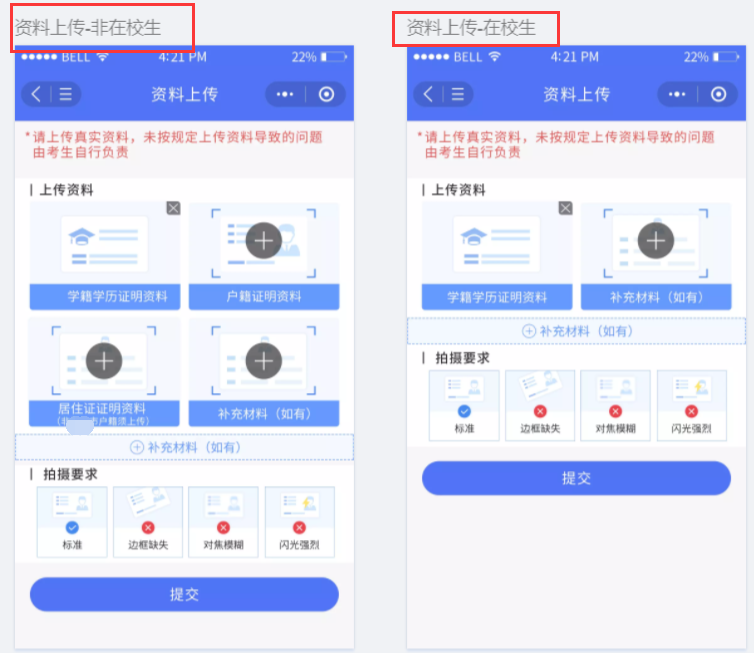 资料上传-非在校生
BELL
4:21 PM
22%
资料上传
*请上传真实资料，未按规定上传资料导致的问题
由考生自行负责
上传资料
学籍学历证明资料
户籍证明资料
居住证证明资料
市户籍须上传）
补充材料（如有）
补充材料（如有）
拍摄要求
标准
边框缺失
对焦模糊
闪光强烈
提交
资料上传-在校生
BELL
4:21 PM
22%
资料上传
*请上传真实资料，未按规定上传资料导致的问题
由考生自行负责
上传资料
学籍学历证明资料
补充材料（如有）
补充材料（如有）
拍摄要求
标准
边框缺失
对焦模糊
闪光强烈
提交